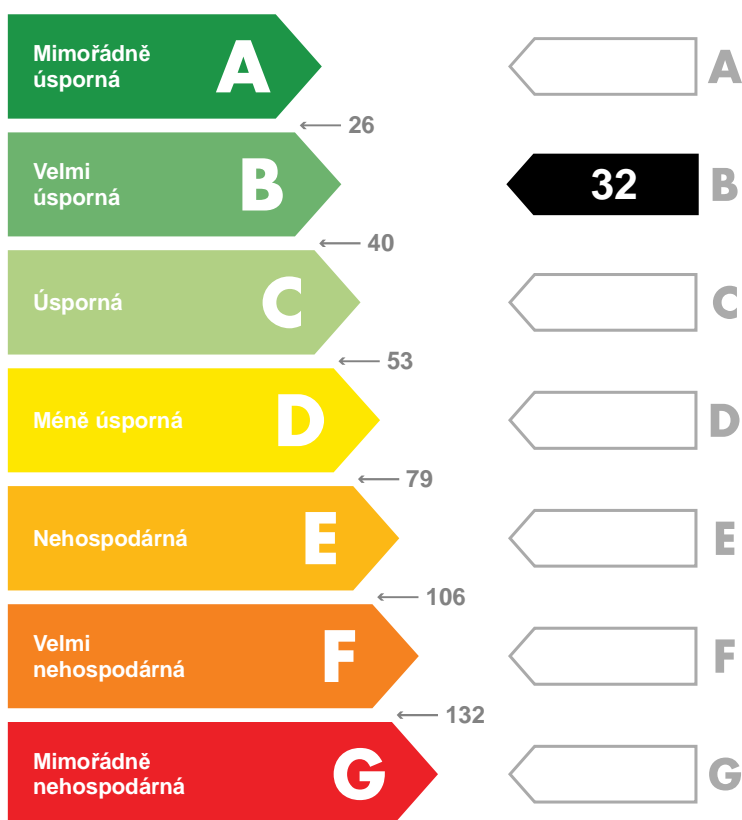 Mimořádně
úsporná
A
A
← 26
Velmi
úsporná
B
32
B
← 40
Úsporná
C
C
← 53
Méně úsporná
D
D
← 79
Nehospodárná
E
E
← 106
Velmi
nehospodárná
F
F
← 132
Mimořádně
nehospodárná
G
G